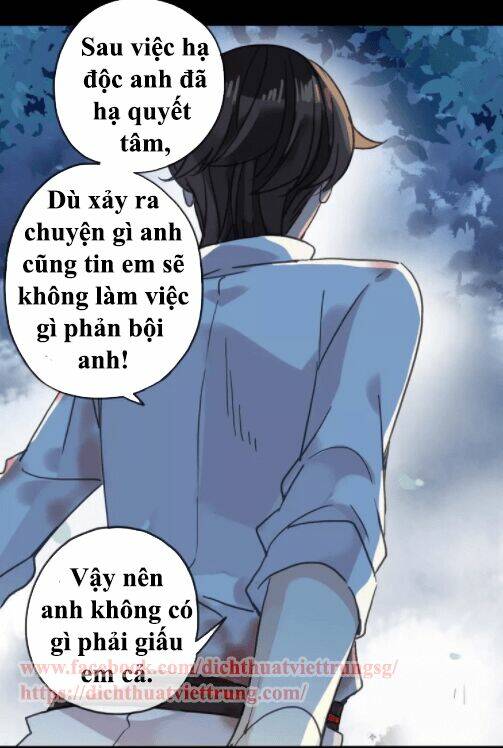 Sau việc hạ
độc anh đã
hạ quyết
tâm,
Dù xảy ra
chuyện gì anh
cũng tin em sẽ
không làm việc
gì phản bội
anh!
Vậy nên
anh không có
gì phải giấu
em cả.
www.facebook.com/dichthuatviettrungsg/
https://dichthuatviettrung.com/